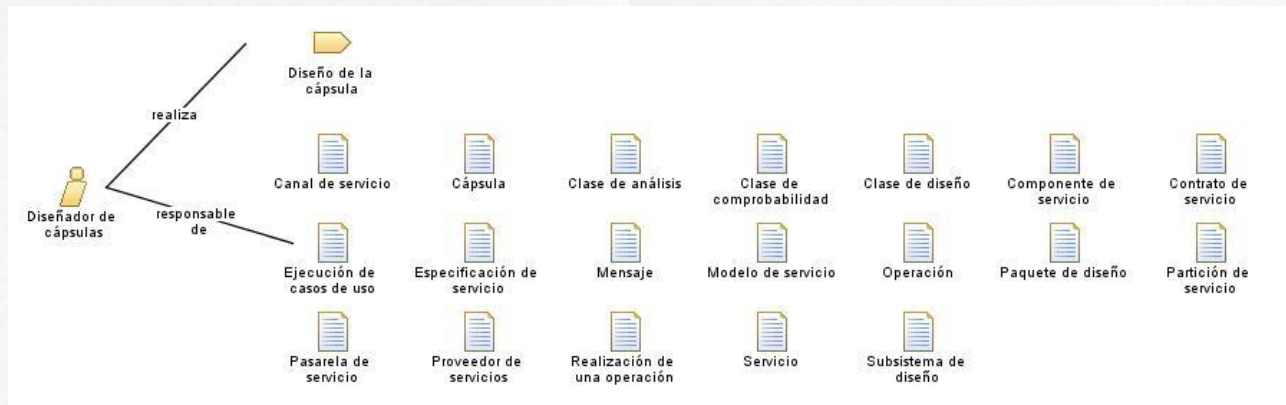 Diseño de la
cápsula
realiza
Diseñador de
cápsulas
responsable
de
Canal de servicio
Cápsula
Clase de análisis
Clase de
comprobabilidad
Clase de diseño
Componente de
servicio
Contrato de
servicio
Ejecución de
casos de uso
Especificación de
servicio
Mensaje
Modelo de servicio
Operación
Paquete de diseño
Partición de
servicio
Pasarela de
servicio
Proveedor de
servicios
Realización de
una operación
Servicio
Subsistema de
diseño